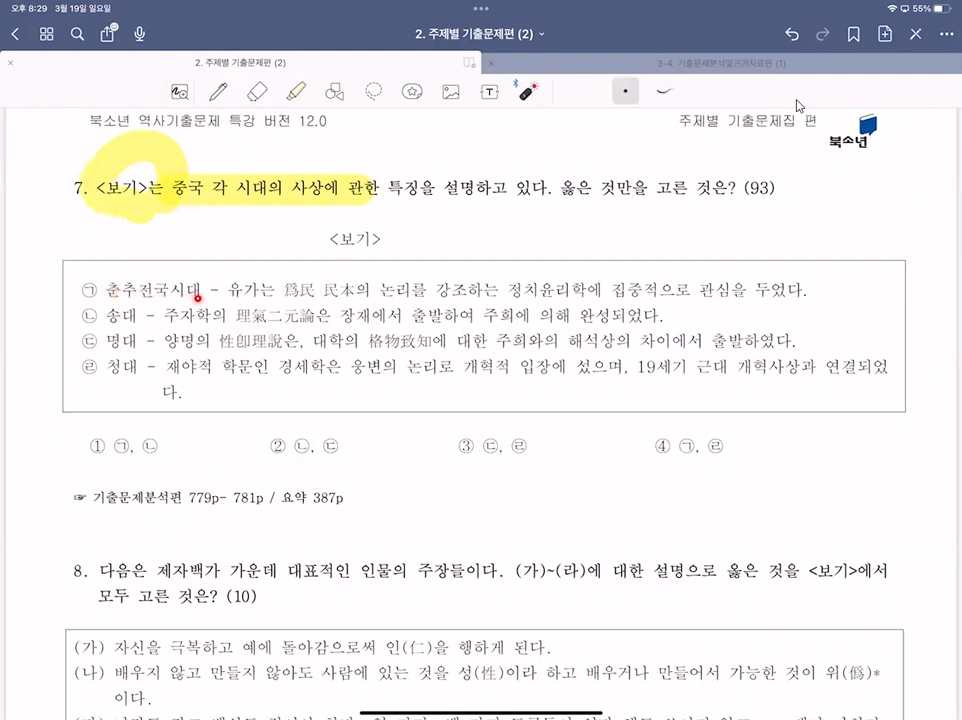 오후 8:29 3월 19일 일요일
55%
2. 주제별 기출문제편 (2)
2. 주제별 기출문제편 (2)
3-4. 기출문제분석및근거자료편 (1)
북소년 역사기출문제 특강 버전 12.0
주제별 기출문제집 편
북소년
7. <보기>는 중국 각 시대의 사상에 관한 특징을 설명하고 있다. 옳은 것만을 고른 것은? (93)
<보기>
㉠ 춘추전국시대 - 유가는 爲民 民本의 논리를 강조하는 정치윤리학에 집중적으로 관심을 두었다.
㉡ 송대 - 주자학의 理氣二元論은 장재에서 출발하여 주희에 의해 완성되었다.
㉢ 명대 - 양명의 性卽理說은, 대학의 格物致知에 대한 주희와의 해석상의 차이에서 출발하였다.
㉣ 청대 - 재야적 학문인 경세학은 웅변의 논리로 개혁적 입장에 섰으며, 19세기 근대 개혁사상과 연결되었
다.
① ㉠, ㉡ ② ㉡, ㉢ ③ ㉢, ㉣ ④ ㉠, ㉣
☞ 기출문제분석편 779p- 781p / 요약 387p
8. 다음은 제자백가 가운데 대표적인 인물의 주장들이다. (가)~(라)에 대한 설명으로 옳은 것을 <보기>에서
모두 고른 것은? (10)
(가) 자신을 극복하고 예에 돌아감으로써 인(仁)을 행하게 된다.
(나) 배우지 않고 만들지 않아도 사람에 있는 것을 성(性)이라 하고 배우거나 만들어서 가능한 것이 위(僞)*
이다.